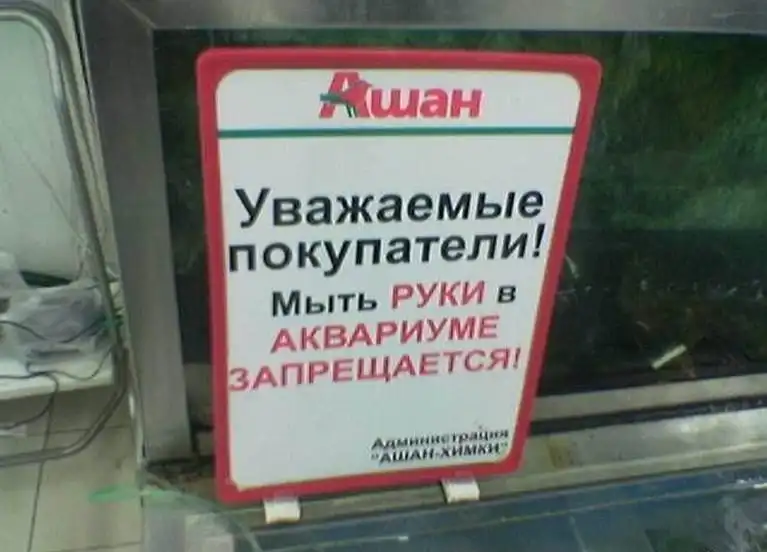 Ашан
Уважаемые
покупатели!
Мыть РУКИ в
АКВАРИУМЕ
ЗАПРЕЩАЕТСЯ!
Администрация
"АШАН-ХИМКИ"